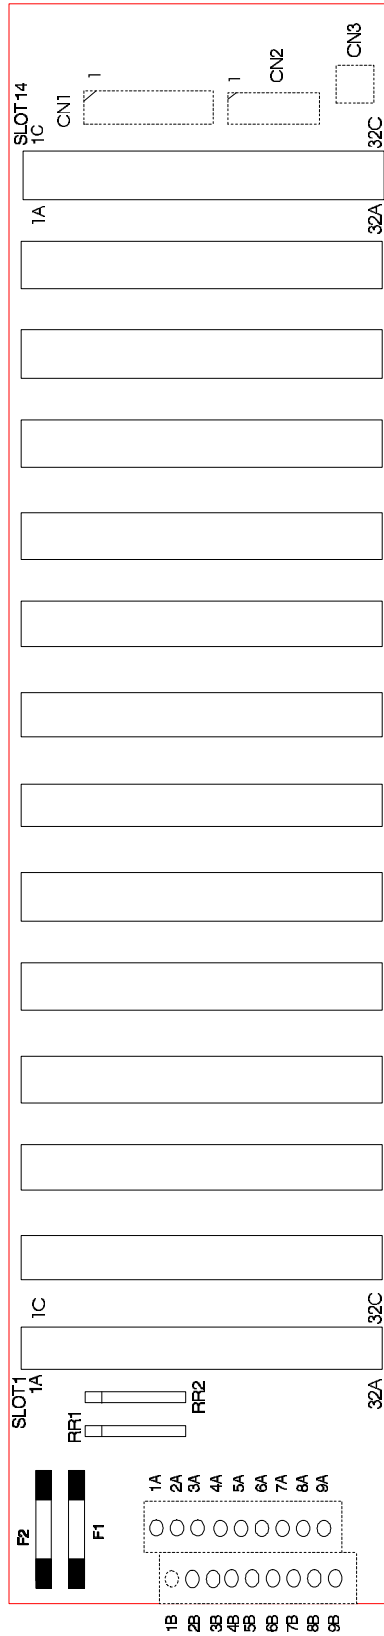 CN3
CN2
1
CN1
1
SLOT14
1C
32C
1A
32A
1C
32C
SLOT1
1A
32A
RR2
RR1
F2
F1
1A
2A
3A
4A
5A
6A
7A
8A
9A
1B
2B
3B
4B
5B
6B
7B
8B
9B